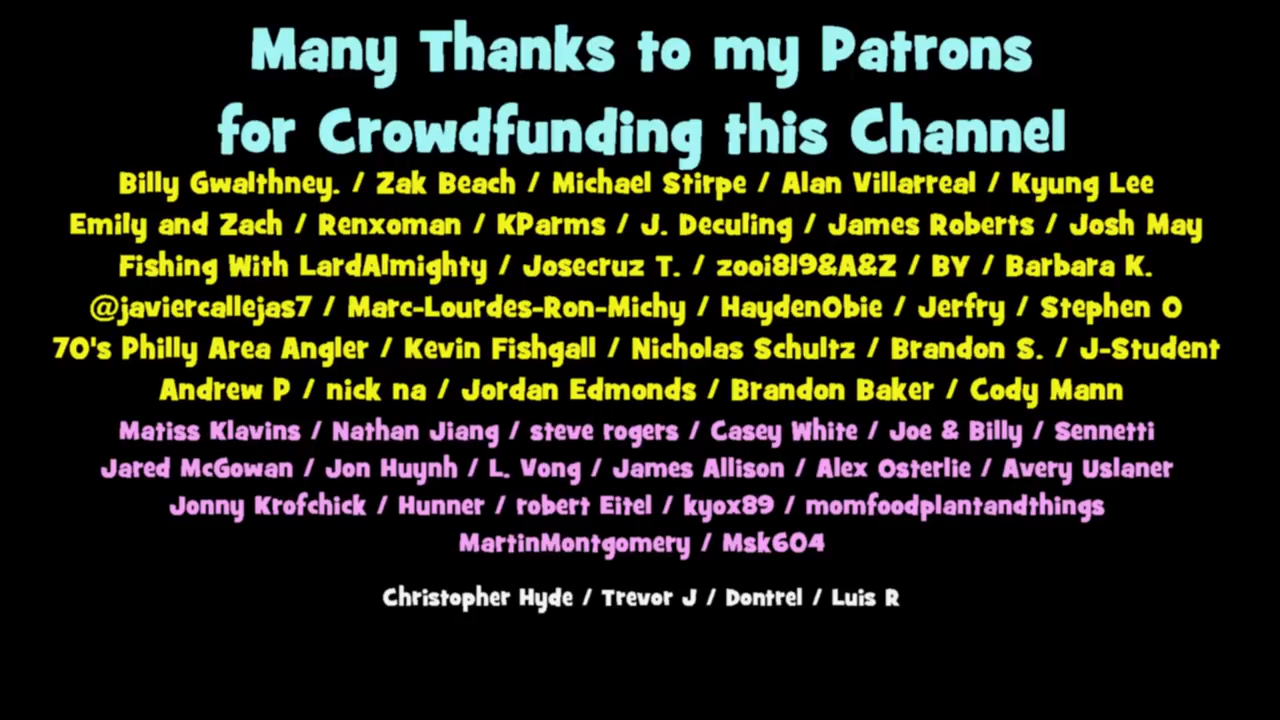 Many Thanks to my Patrons
for Crowdfunding this Channel
Billy Gwalthney. / Zak Beach / Michael Stirpe / Alan Villarreal / Kyung Lee
Emily and Zach / Renxoman / KParms / J. Deculing / James Roberts / Josh May
Fishing With LardAlmighty / Josecruz T. / zooi819&A&Z / BY / Barbara K.
@javiercallejas7 / Marc-Lourdes-Ron-Michy / HaydenObie / Jerfry / Stephen O
70's Philly Area Angler / Kevin Fishgall / Nicholas Schultz / Brandon S. / J-Student
Andrew P / nick na / Jordan Edmonds / Brandon Baker / Cody Mann
Matiss Klavins / Nathan Jiang / steve rogers / Casey White / Joe & Billy / Sennetti
Jared McGowan / Jon Huynh / L. Vong / James Allison / Alex Osterlie / Avery Uslaner
Jonny Krofchick / Hunner / robert Eitel / kyox89 / momfoodplantandthings
MartinMontgomery / Msk604
Christopher Hyde / Trevor J / Dontrel / Luis R